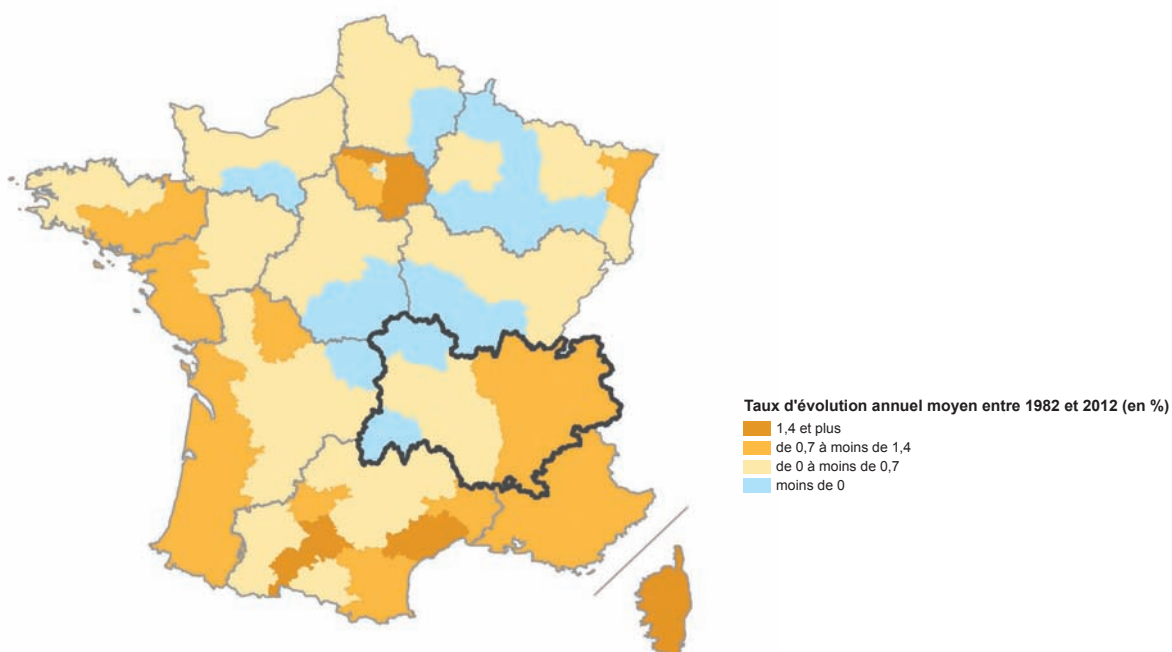 Taux d'évolution annuel moyen entre 1982 et 2012 (en %)
1,4 et plus
de 0,7 à moins de 1,4
de 0 à moins de 0,7
moins de 0